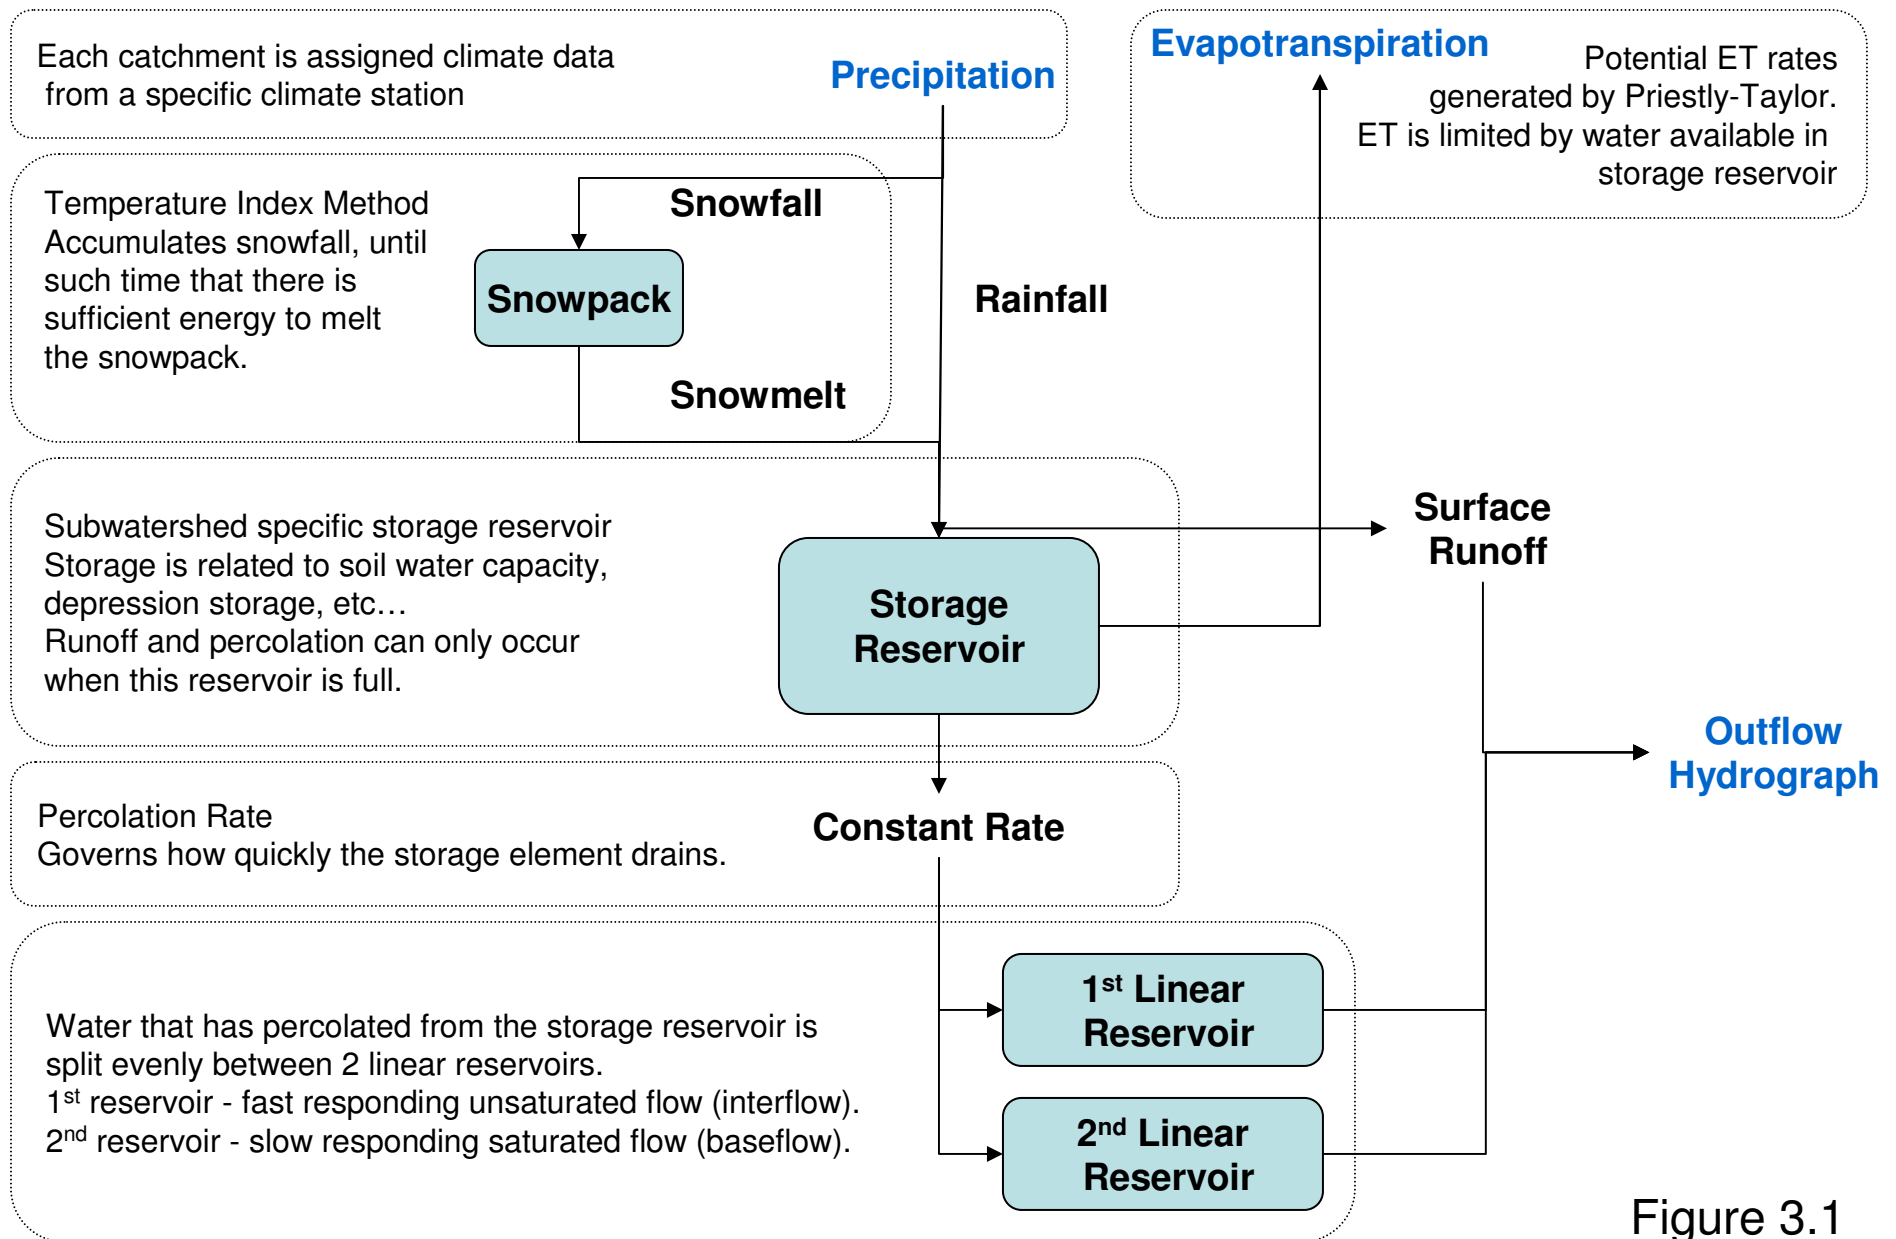 Each catchment is assigned climate data
from a specific climate station
Precipitation
Evapotranspiration
Potential ET rates
generated by Priestly-Taylor.
ET is limited by water available in
storage reservoir
Temperature Index Method
Accumulates snowfall, until
such time that there is
sufficient energy to melt
the snowpack.
Snowfall
Snowpack
Snowmelt
Rainfall
Subwatershed specific storage reservoir
Storage is related to soil water capacity,
depression storage, etc…
Runoff and percolation can only occur
when this reservoir is full.
Storage
Reservoir
Surface
Runoff
Outflow
Hydrograph
Percolation Rate
Governs how quickly the storage element drains.
Constant Rate
Water that has percolated from the storage reservoir is
split evenly between 2 linear reservoirs.
1st reservoir - fast responding unsaturated flow (interflow).
2nd reservoir - slow responding saturated flow (baseflow).
1st Linear
Reservoir
2nd Linear
Reservoir
Figure 3.1